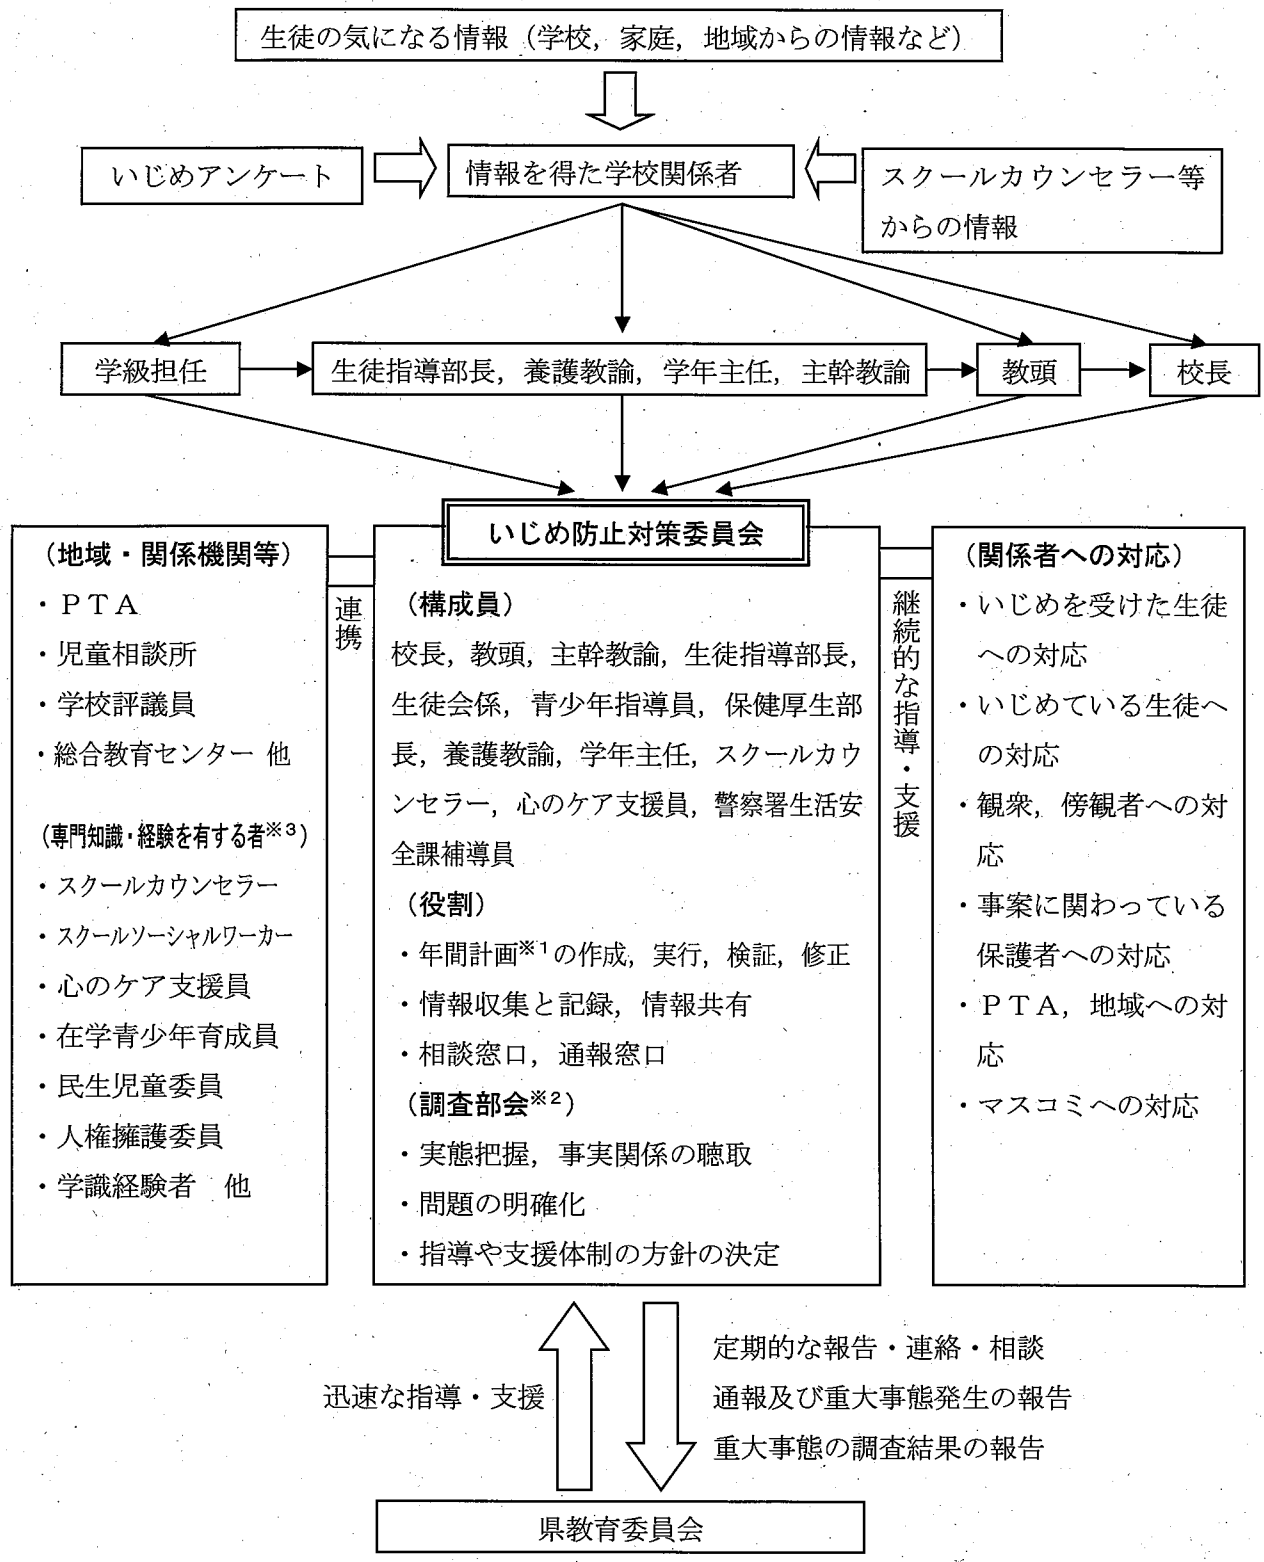 生徒の気になる情報（学校，家庭，地域からの情報など）
いじめアンケート
情報を得た学校関係者
スクールカウンセラー等
からの情報
学級担任
生徒指導部長，養護教諭，学年主任，主幹教諭
教頭
校長
いじめ防止対策委員会
（地域・関係機関等）
・ＰＴＡ
・児童相談所
・学校評議員
・総合教育センター 他
（専門知識・経験を有する者※3）
・スクールカウンセラー
・スクールソーシャルワーカー
・心のケア支援員
・在学青少年育成員
・民生児童委員
・人権擁護委員
・学識経験者　他
連携
（構成員）
校長，教頭，主幹教諭，生徒指導部長，
生徒会係，青少年指導員，保健厚生部
長，養護教諭，学年主任，スクールカウ
ンセラー，心のケア支援員，警察署生活安
全課補導員
（役割）
・年間計画※1の作成，実行，検証，修正
・情報収集と記録，情報共有
・相談窓口，通報窓口
（調査部会※2）
・実態把握，事実関係の聴取
・問題の明確化
・指導や支援体制の方針の決定
継続的な指導・支援
（関係者への対応）
・いじめを受けた生徒
への対応
・いじめている生徒へ
の対応
・観衆，傍観者への対
応
・事案に関わっている
保護者への対応
・ＰＴＡ，地域への対
応
・マスコミへの対応
迅速な指導・支援
定期的な報告・連絡・相談
通報及び重大事態発生の報告
重大事態の調査結果の報告
県教育委員会